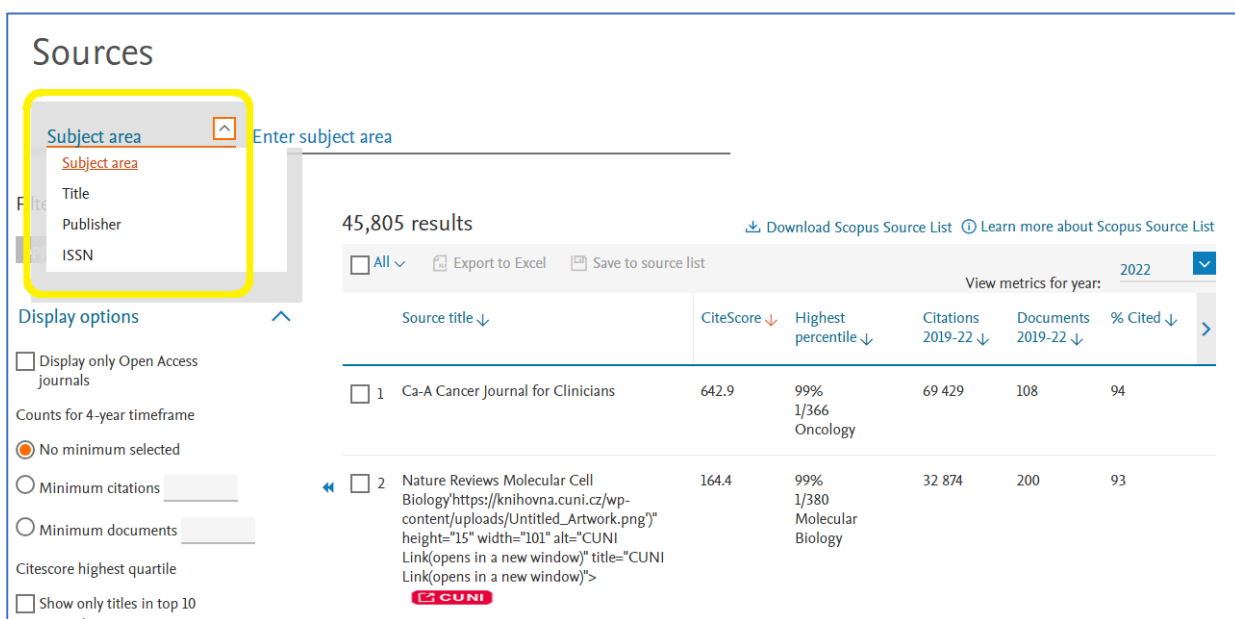 Sources
Subject area
Enter subject area
Subject area
Title
Publisher
ISSN
45,805 results
Download Scopus Source List
Learn more about Scopus Source List
All
Export to Excel
Save to source list
View metrics for year:
2022
Display options
Display only Open Access
journals
Counts for 4-year timeframe
No minimum selected
Minimum citations
Minimum documents
Citescore highest quartile
Show only titles in top 10
Source title
CiteScore
Highest
percentile
Citations
2019-22
Documents
2019-22
% Cited
1
Ca-A Cancer Journal for Clinicians
642.9
99%
1/366
Oncology
69 429
108
94
2
Nature Reviews Molecular Cell
Biology'https://knihovna.cuni.cz/wp-
content/uploads/Untitled_Artwork.png')"
height="15" width="101" alt="CUNI
Link(opens in a new window)" title="CUNI
Link(opens in a new window)">
CUNI
164.4
99%
1/380
Molecular
Biology
32 874
200
93